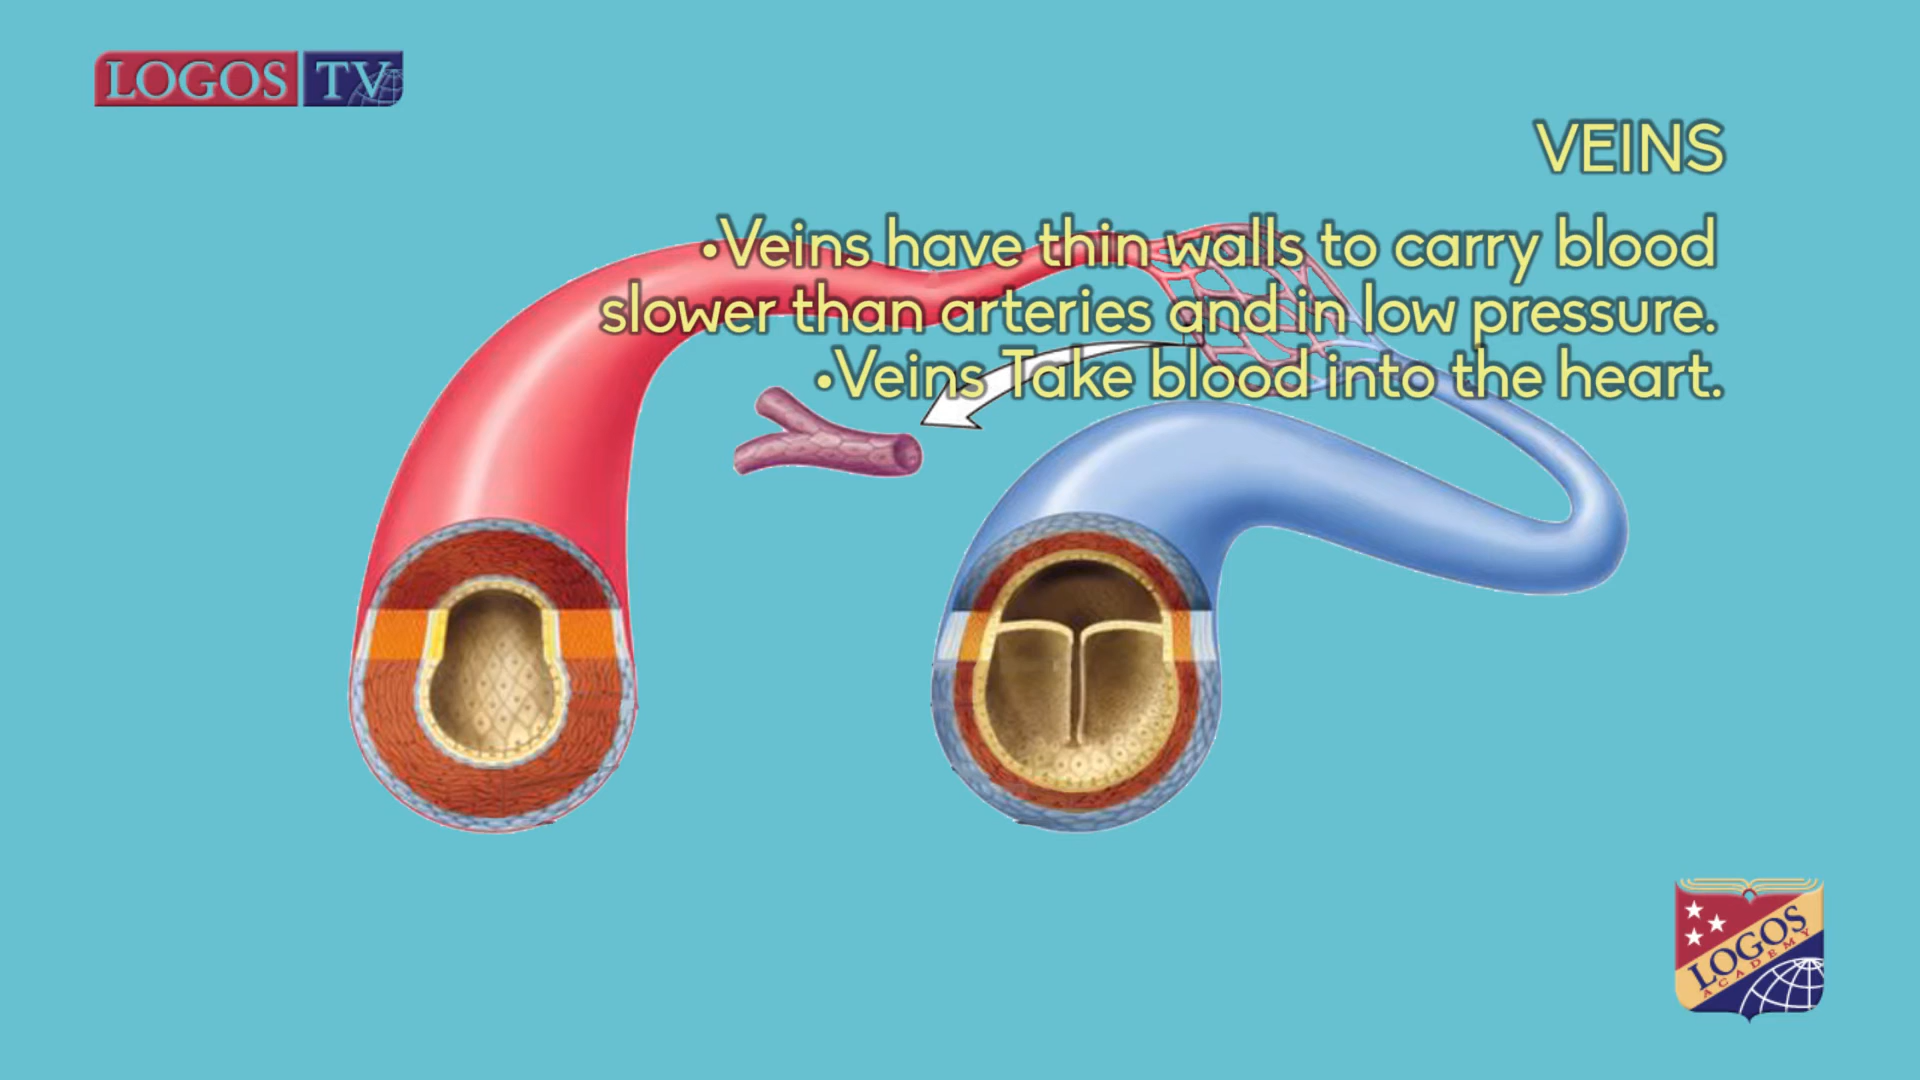 LOGOS TV
VEINS
•Veins have thin walls to carry blood
slower than arteries and in low pressure.
•Veins Take blood into the heart.
LOGOS
ACADEMY